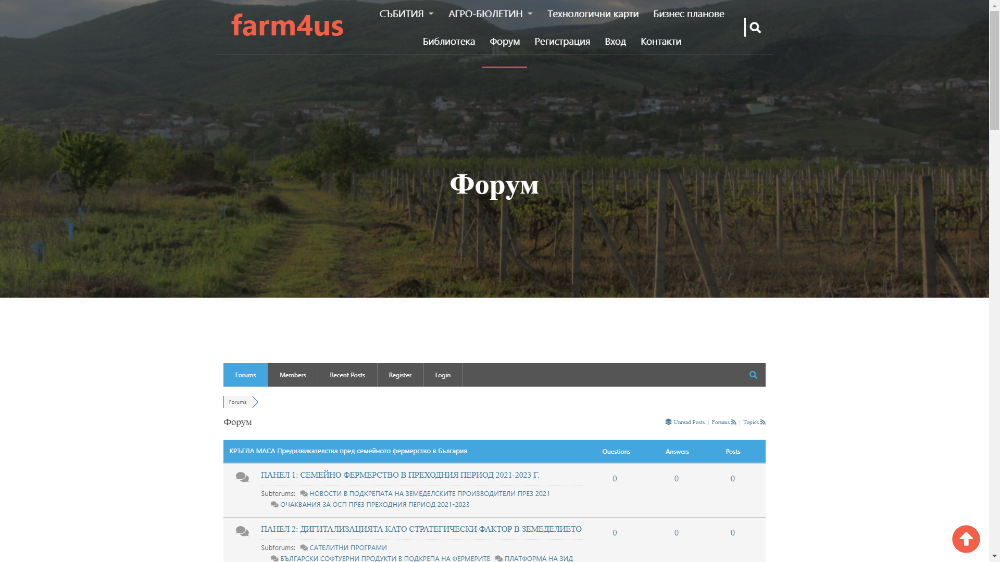 farm4us
СЪБИТИЯ АГРО-БЮЛЕТИН Технологични карти Бизнес планове
Библиотека Форум Регистрация Вход Контакти
Форум
Forums Members Recent Posts Register Login
Forums
Форум Unread Posts | Forums | Topics
КРЪГЛА МАСА Предизвикателства пред семейното фермерство в България Questions Answers Posts
ПАНЕЛ 1: СЕМЕЙНО ФЕРМЕРСТВО В ПРЕХОДНИЯ ПЕРИОД 2021-2023 Г. 0 0 0
Subforums: НОВОСТИ В ПОДКРЕПАТА НА ЗЕМЕДЕЛСКИТЕ ПРОИЗВОДИТЕЛИ ПРЕЗ 2021
ОЧАКВАНИЯ ЗА ОСП ПРЕЗ ПРЕХОДНИЯ ПЕРИОД 2021-2023
ПАНЕЛ 2: ДИГИТАЛИЗАЦИЯТА КАТО СТРАТЕГИЧЕСКИ ФАКТОР В ЗЕМЕДЕЛИЕТО 0 0 0
Subforums: САТЕЛИТНИ ПРОГРАМИ
БЪЛГАРСКИ СОФТУЕРНИ ПРОДУКТИ В ПОДКРЕПА НА ФЕРМЕРИТЕ ПЛАТФОРМА НА ЗИД